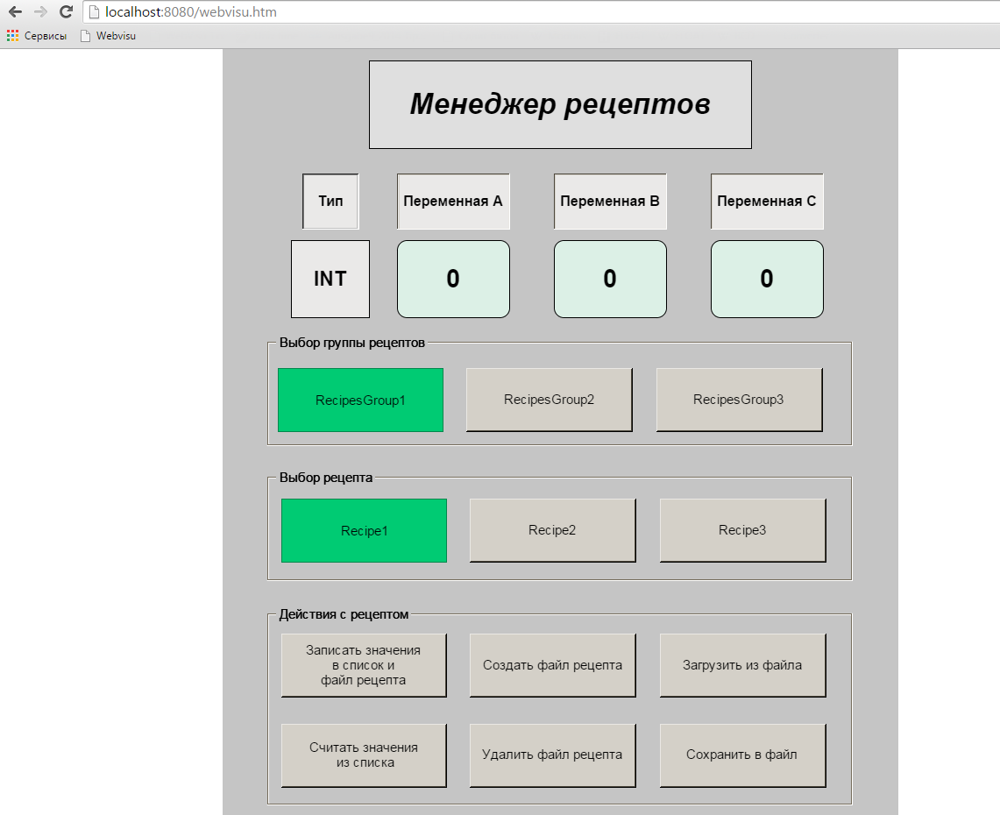 localhost:8080/webvisu.htm
Сервисы Webvisu
Менеджер рецептов
Тип Переменная A Переменная B Переменная C
INT 0 0 0
Выбор группы рецептов
RecipesGroup1 RecipesGroup2 RecipesGroup3
Выбор рецепта
Recipe1 Recipe2 Recipe3
Действия с рецептом
Записать значения
в список и
файл рецепта
Создать файл рецепта
Загрузить из файла
Считать значения
из списка
Удалить файл рецепта
Сохранить в файл